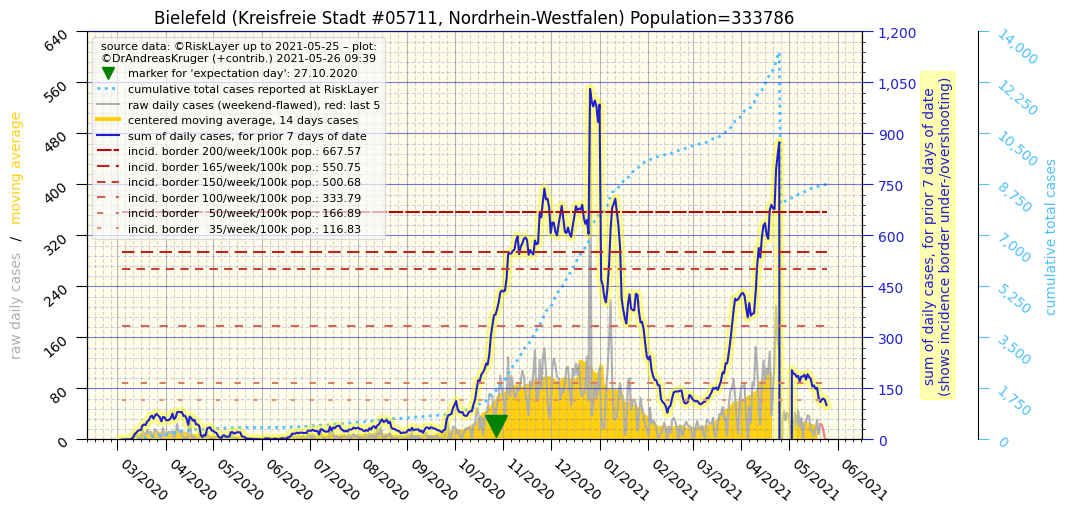 Bielefeld (Kreisfreie Stadt #05711, Nordrhein-Westfalen) Population=333786
source data: ©RiskLayer up to 2021-05-25 – plot:
©DrAndreasKruger (+contrib.) 2021-05-26 09:39
marker for 'expectation day': 27.10.2020
cumulative total cases reported at RiskLayer
raw daily cases (weekend-flawed), red: last 5
centered moving average, 14 days cases
sum of daily cases, for prior 7 days of date
incid. border 200/week/100k pop.: 667.57
incid. border 165/week/100k pop.: 550.75
incid. border 150/week/100k pop.: 500.68
incid. border 100/week/100k pop.: 333.79
incid. border 50/week/100k pop.: 166.89
incid. border 35/week/100k pop.: 116.83
raw daily cases / moving average
640
560
480
400
320
240
160
80
0
03/2020
04/2020
05/2020
06/2020
07/2020
08/2020
09/2020
10/2020
11/2020
12/2020
01/2021
02/2021
03/2021
04/2021
05/2021
06/2021
1,200
1,050
900
750
600
450
300
150
0
sum of daily cases, for prior 7 days of date
(shows incidence border under-/overshooting)
14,000
12,250
10,500
8,750
7,000
5,250
3,500
1,750
0
cumulative total cases